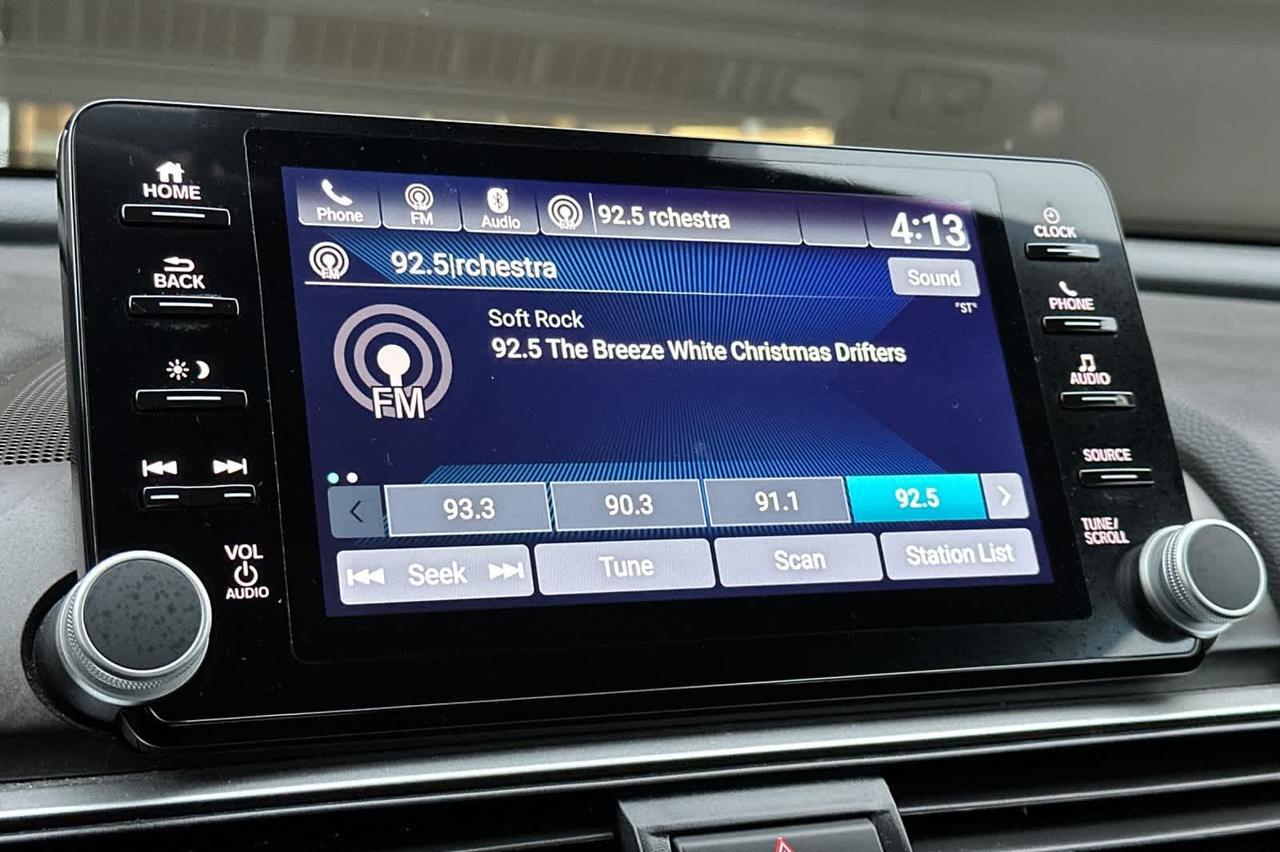 HOME
BACK
VOL
AUDIO
Phone
FM
Audio
FM
92.5 rchestra
4:13
FM
92.5|rchestra
Sound
"ST"
FM
Soft Rock
92.5 The Breeze White Christmas Drifters
93.3 90.3 91.1 92.5
Seek Tune Scan Station List
CLOCK
PHONE
AUDIO
SOURCE
TUNE/
SCROLL